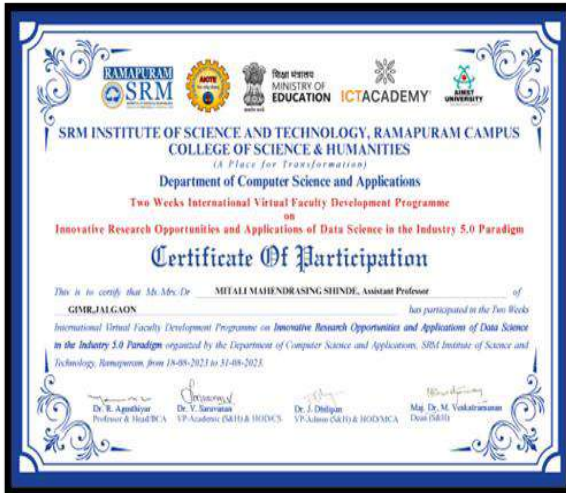 RAMAPURAM
SRM
AICTE
शिक्षा मंत्रालय
MINISTRY OF
EDUCATION
ICTACADEMY
AIMST
UNIVERSITY
SRM INSTITUTE OF SCIENCE AND TECHNOLOGY, RAMAPURAM CAMPUS
COLLEGE OF SCIENCE & HUMANITIES
(A Place for Transformation)
Department of Computer Science and Applications
Two Weeks International Virtual Faculty Development Programme
on
Innovative Research Opportunities and Applications of Data Science in the Industry 5.0 Paradigm
Certificate Of Participation
This is to certify that Mr. Mrs. Dr MITALI MAHENDRASING SHINDE, Assistant Professor of
GIMR,JALGAON has participated in the Two Weeks
International Virtual Faculty Development Programme on Innovative Research Opportunities and Applications of Data Science
in the Industry 5.0 Paradigm organized by the Department of Computer Science and Applications, SRM Institute of Science and
Technology, Ramapuram, from 18-08-2023 to 31-08-2023.
Dr. R. Agusthiyar Dr. V. Saravanan Dr. J. Dhilipan Maj. Dr. M. Venkatramanan
Professor & Head/BCA VP-Academic (S&H) & HOD/CS VP-Admin (S&H) & HOD/MCA Dean (S&H)